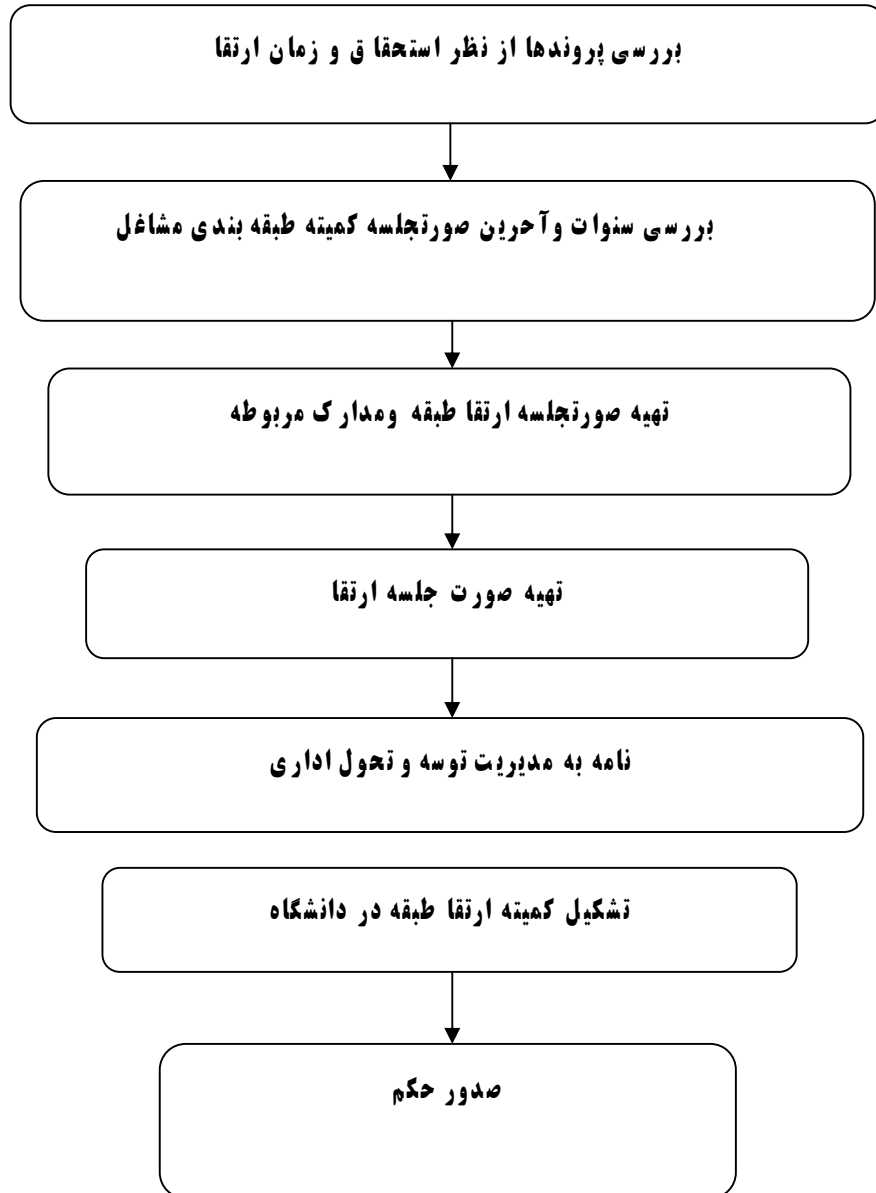 بررسی پروندها از نظر استحقا ق و زمان ارتقا
بررسی سنوات وآحرین صورتجلسه کمیته طبقه بندی مشاغل
تهیه صورتجلسه ارتقا طبقه ومدارک مربوطه
تهیه صورت جلسه ارتقا
نامه به مدیریت توسه و تحول اداری
تشکیل کمیته ارتقا طبقه در دانشگاه
صدور حکم